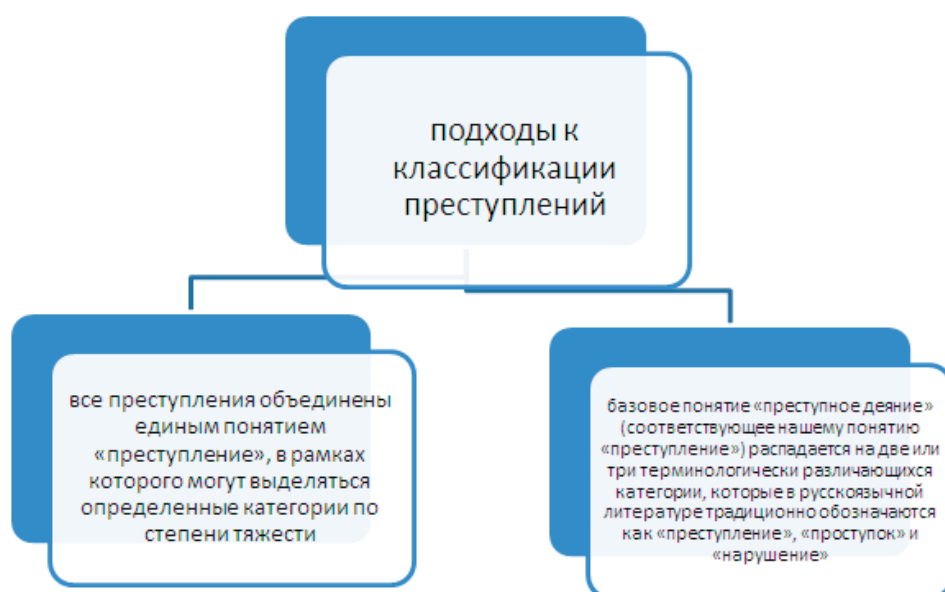 подходы к
классификации
преступлений
все преступления объединены
единым понятием
«преступление», в рамках
которого могут выделяться
определенные категории по
степени тяжести
базовое понятие «преступное деяние»
(соответствующее нашему понятию
«преступление») распадается на две или
три терминологически различающихся
категории, которые в русскоязычной
литературе традиционно обозначаются
как «преступление», «проступок» и
«нарушение»